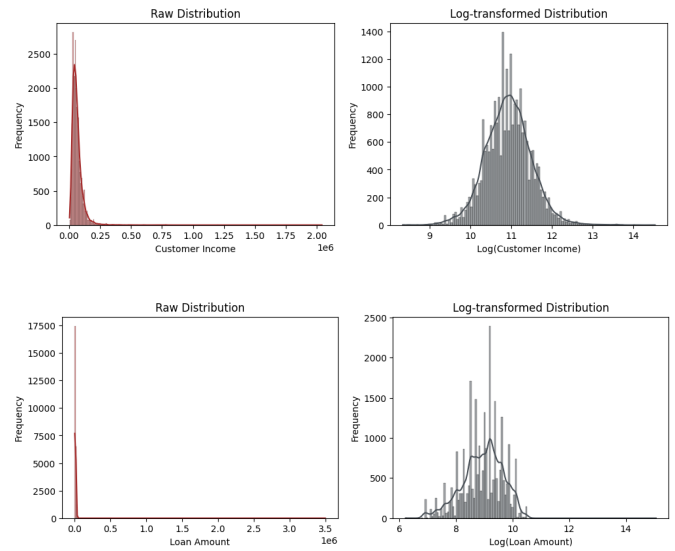 Raw Distribution
Frequency
2500
2000
1500
1000
500
0
0.00 0.25 0.50 0.75 1.00 1.25 1.50 1.75 2.00
1e6
Customer Income
Log-transformed Distribution
Frequency
1400
1200
1000
800
600
400
200
0
9 10 11 12 13 14
Log(Customer Income)
Raw Distribution
Frequency
17500
15000
12500
10000
7500
5000
2500
0
0.0 0.5 1.0 1.5 2.0 2.5 3.0 3.5
1e6
Loan Amount
Log-transformed Distribution
Frequency
2500
2000
1500
1000
500
0
6 8 10 12 14
Log(Loan Amount)